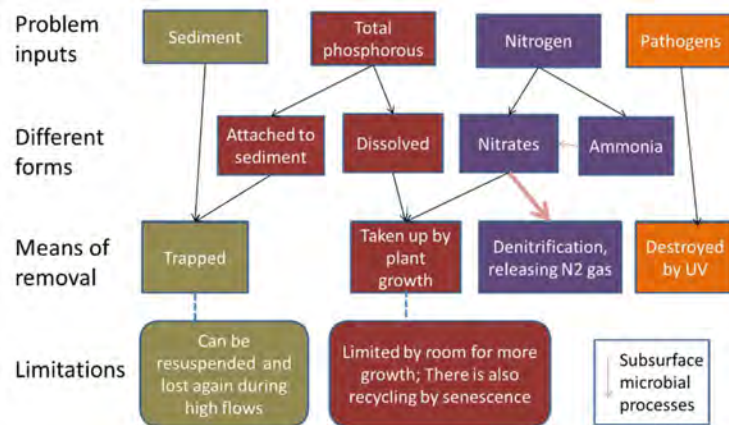 Problem
inputs
Sediment
Total
phosphorous
Nitrogen
Pathogens
Different
forms
Attached to
sediment
Dissolved
Nitrates
Ammonia
Means of
removal
Trapped
Taken up by
plant
growth
Denitrification,
releasing N2 gas
Destroyed
by UV
Limitations
Can be
resuspended and
lost again during
high flows
Limited by room for more
growth; There is also
recycling by senescence
Subsurface
microbial
processes